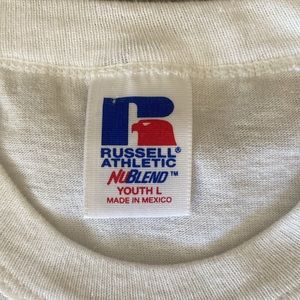 RUSSELL®
ATHLETIC
NUBLEND™
YOUTH L
MADE IN MEXICO